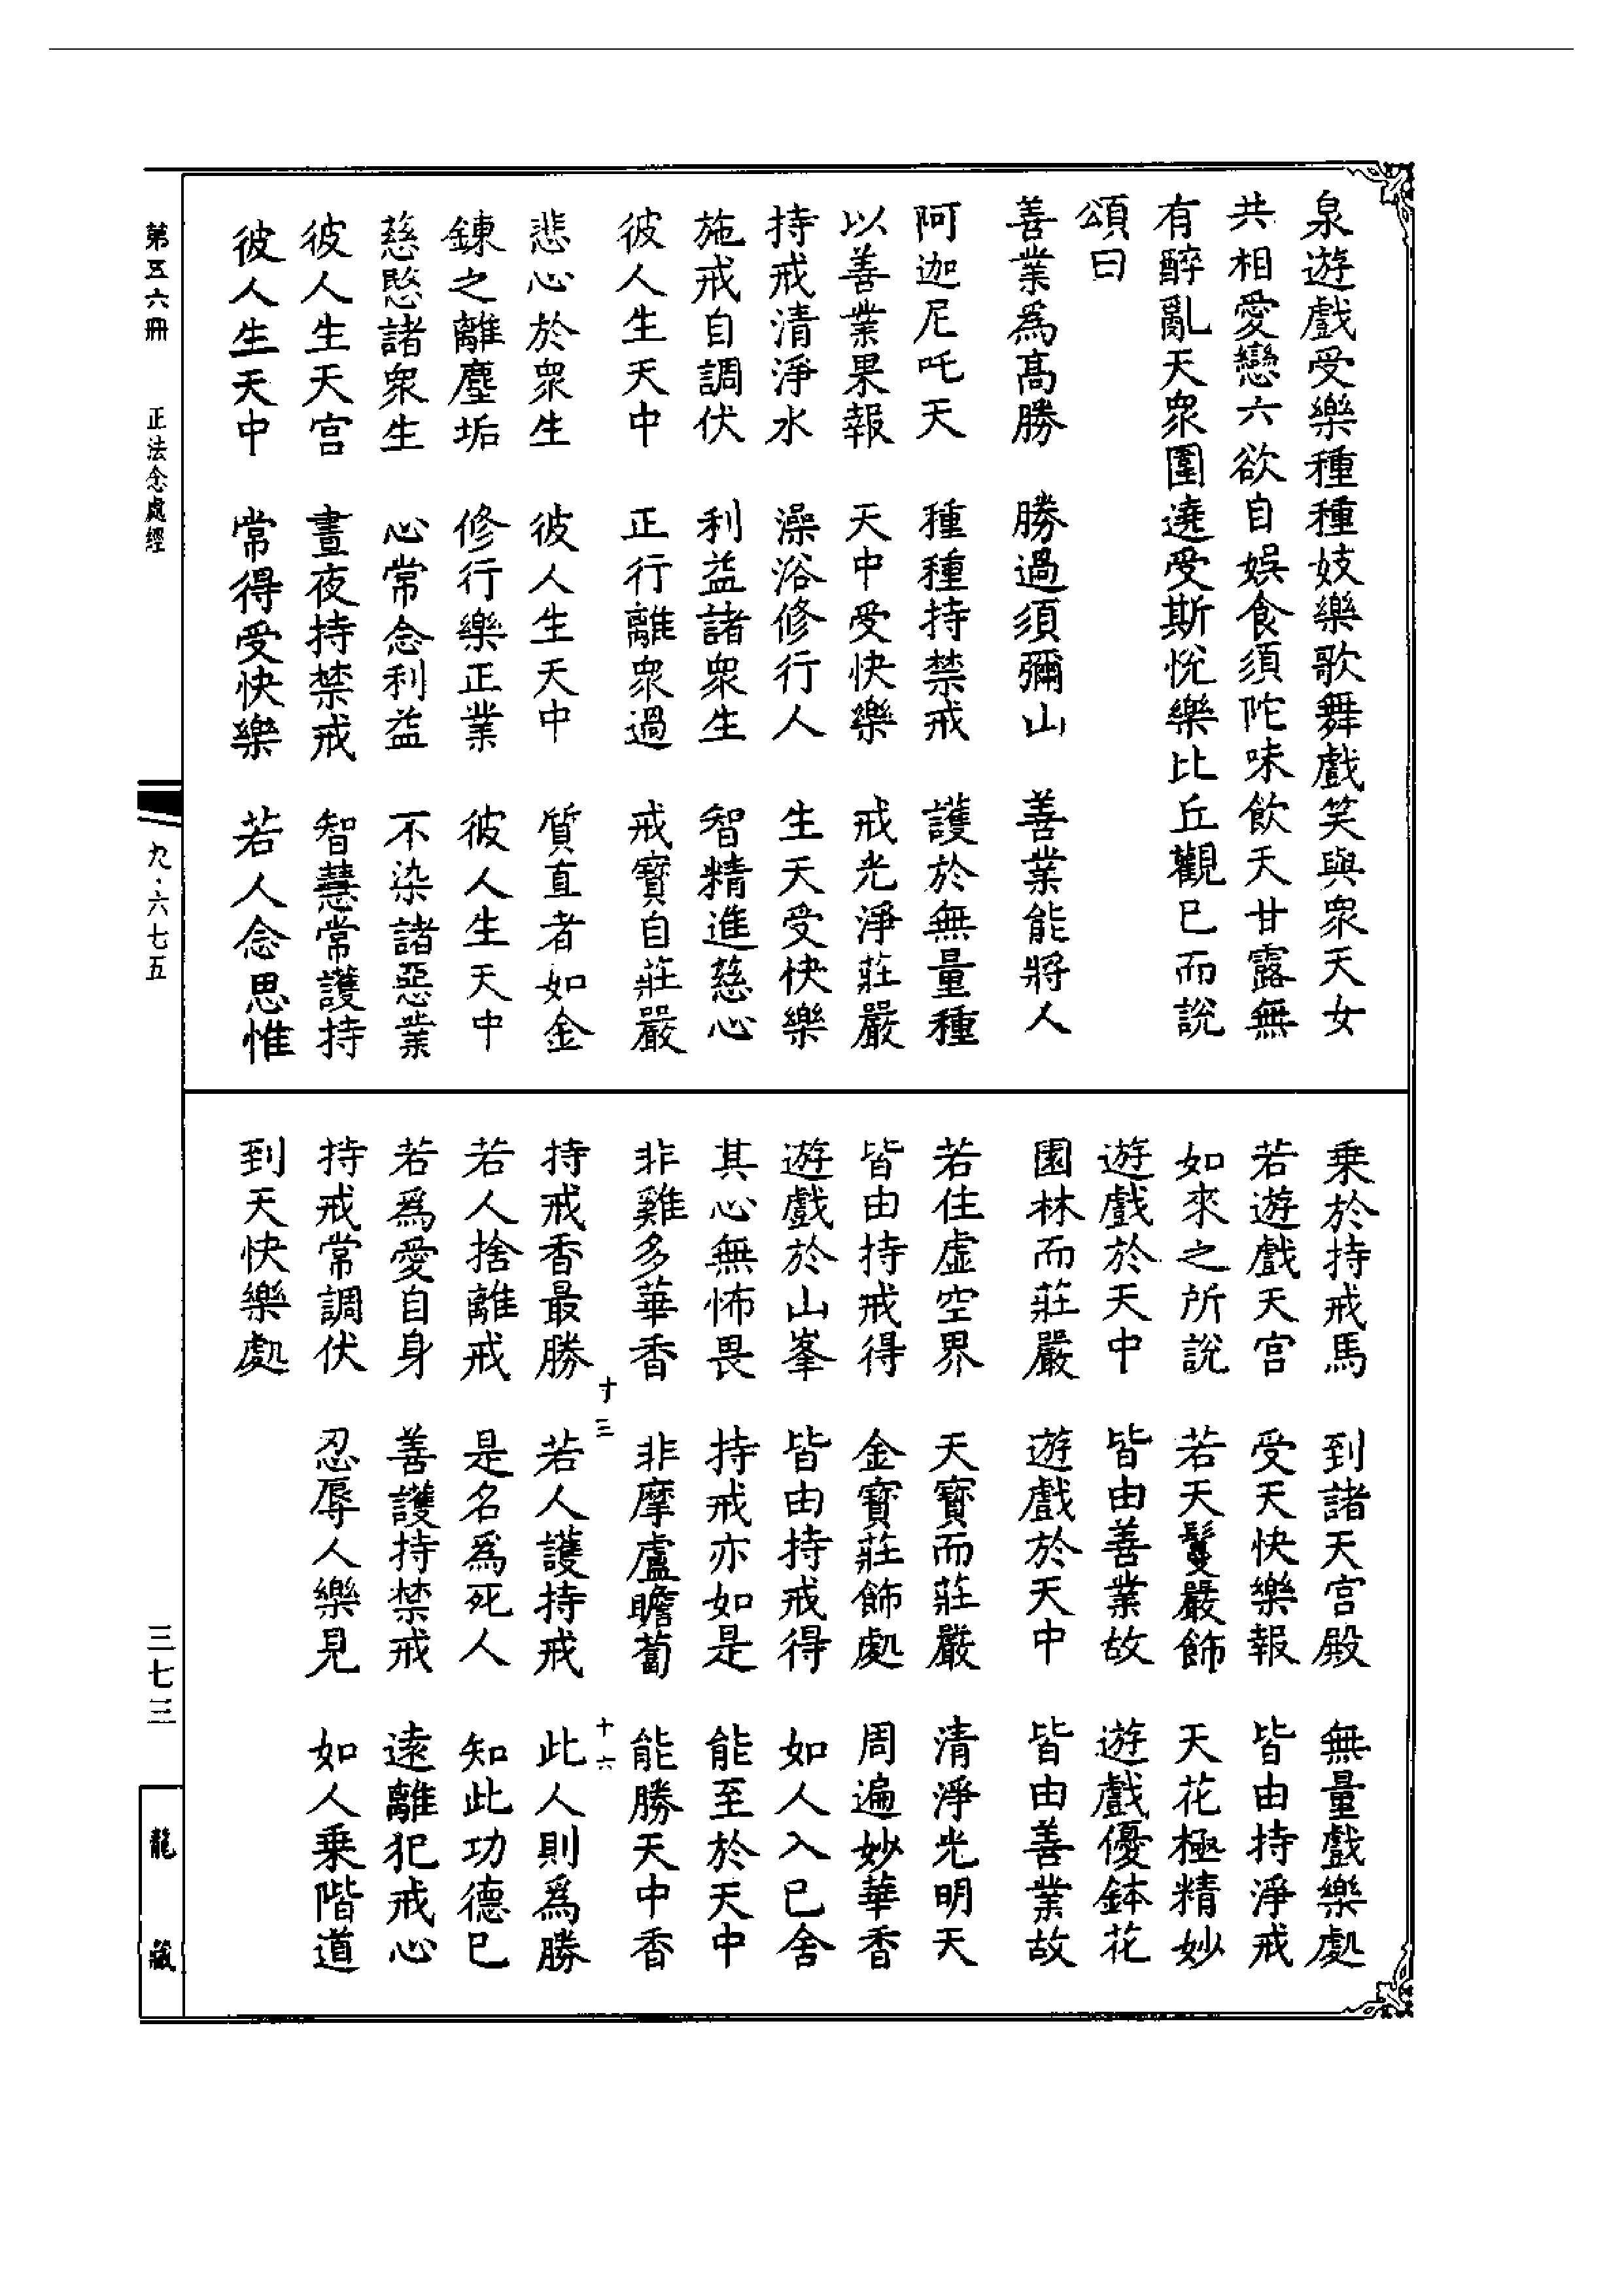 泉遊戲受樂種種妓樂歌舞戲笑與衆天女
共相愛戀六欲自娛食須陀味飲天甘露無
有醉亂天衆圍遶受斯悅樂比丘觀已而說
頌曰
善業爲髙勝　勝過須彌山　善業能將人
阿迦尼吒天　種種持禁戒　護於無量種
以善業果報　天中受快樂　戒光淨莊嚴
持戒清淨水　澡浴修行人　生天受快樂
施戒自調伏　利益諸衆生　智精進慈心
彼人生天中　正行離衆過　戒寶自莊嚴
悲心於衆生　彼人生天中　質直者如金
鍊之離塵垢　修行樂正業　彼人生天中
慈愍諸衆生　心常念利益　不染諸惡業
彼人生天宮　晝夜持禁戒　智慧常護持
彼人生天中　常得受快樂　若人念思惟
乘於持戒馬　到諸天宮殿　無量戲樂處
若遊戲天宮　受天快樂報　皆由持淨戒
如來之所說　若天鬘嚴飾　天花極精妙
遊戲於天中　皆由善業故　遊戲優鉢花
園林而莊嚴　遊戲於天中　皆由善業故
若住虛空界　天寶而莊嚴　清淨光明天
皆由持戒得　金寶莊飾處　周遍妙華香
遊戲於山峯　皆由持戒得　如人入已舍
其心無怖畏　持戒亦如是　能至於天中
非雞多華香　非摩盧瞻蔔　能勝天中香
十三
十六
持戒香最勝　若人護持戒　此人則爲勝
若人捨離戒　是名爲死人　知此功德已
若爲愛自身　善護持禁戒　遠離犯戒心
持戒常調伏　忍辱人樂見　如人乘階道
到天快樂處
第五六冊　正法念處經
九·六七五
三七三
龍藏